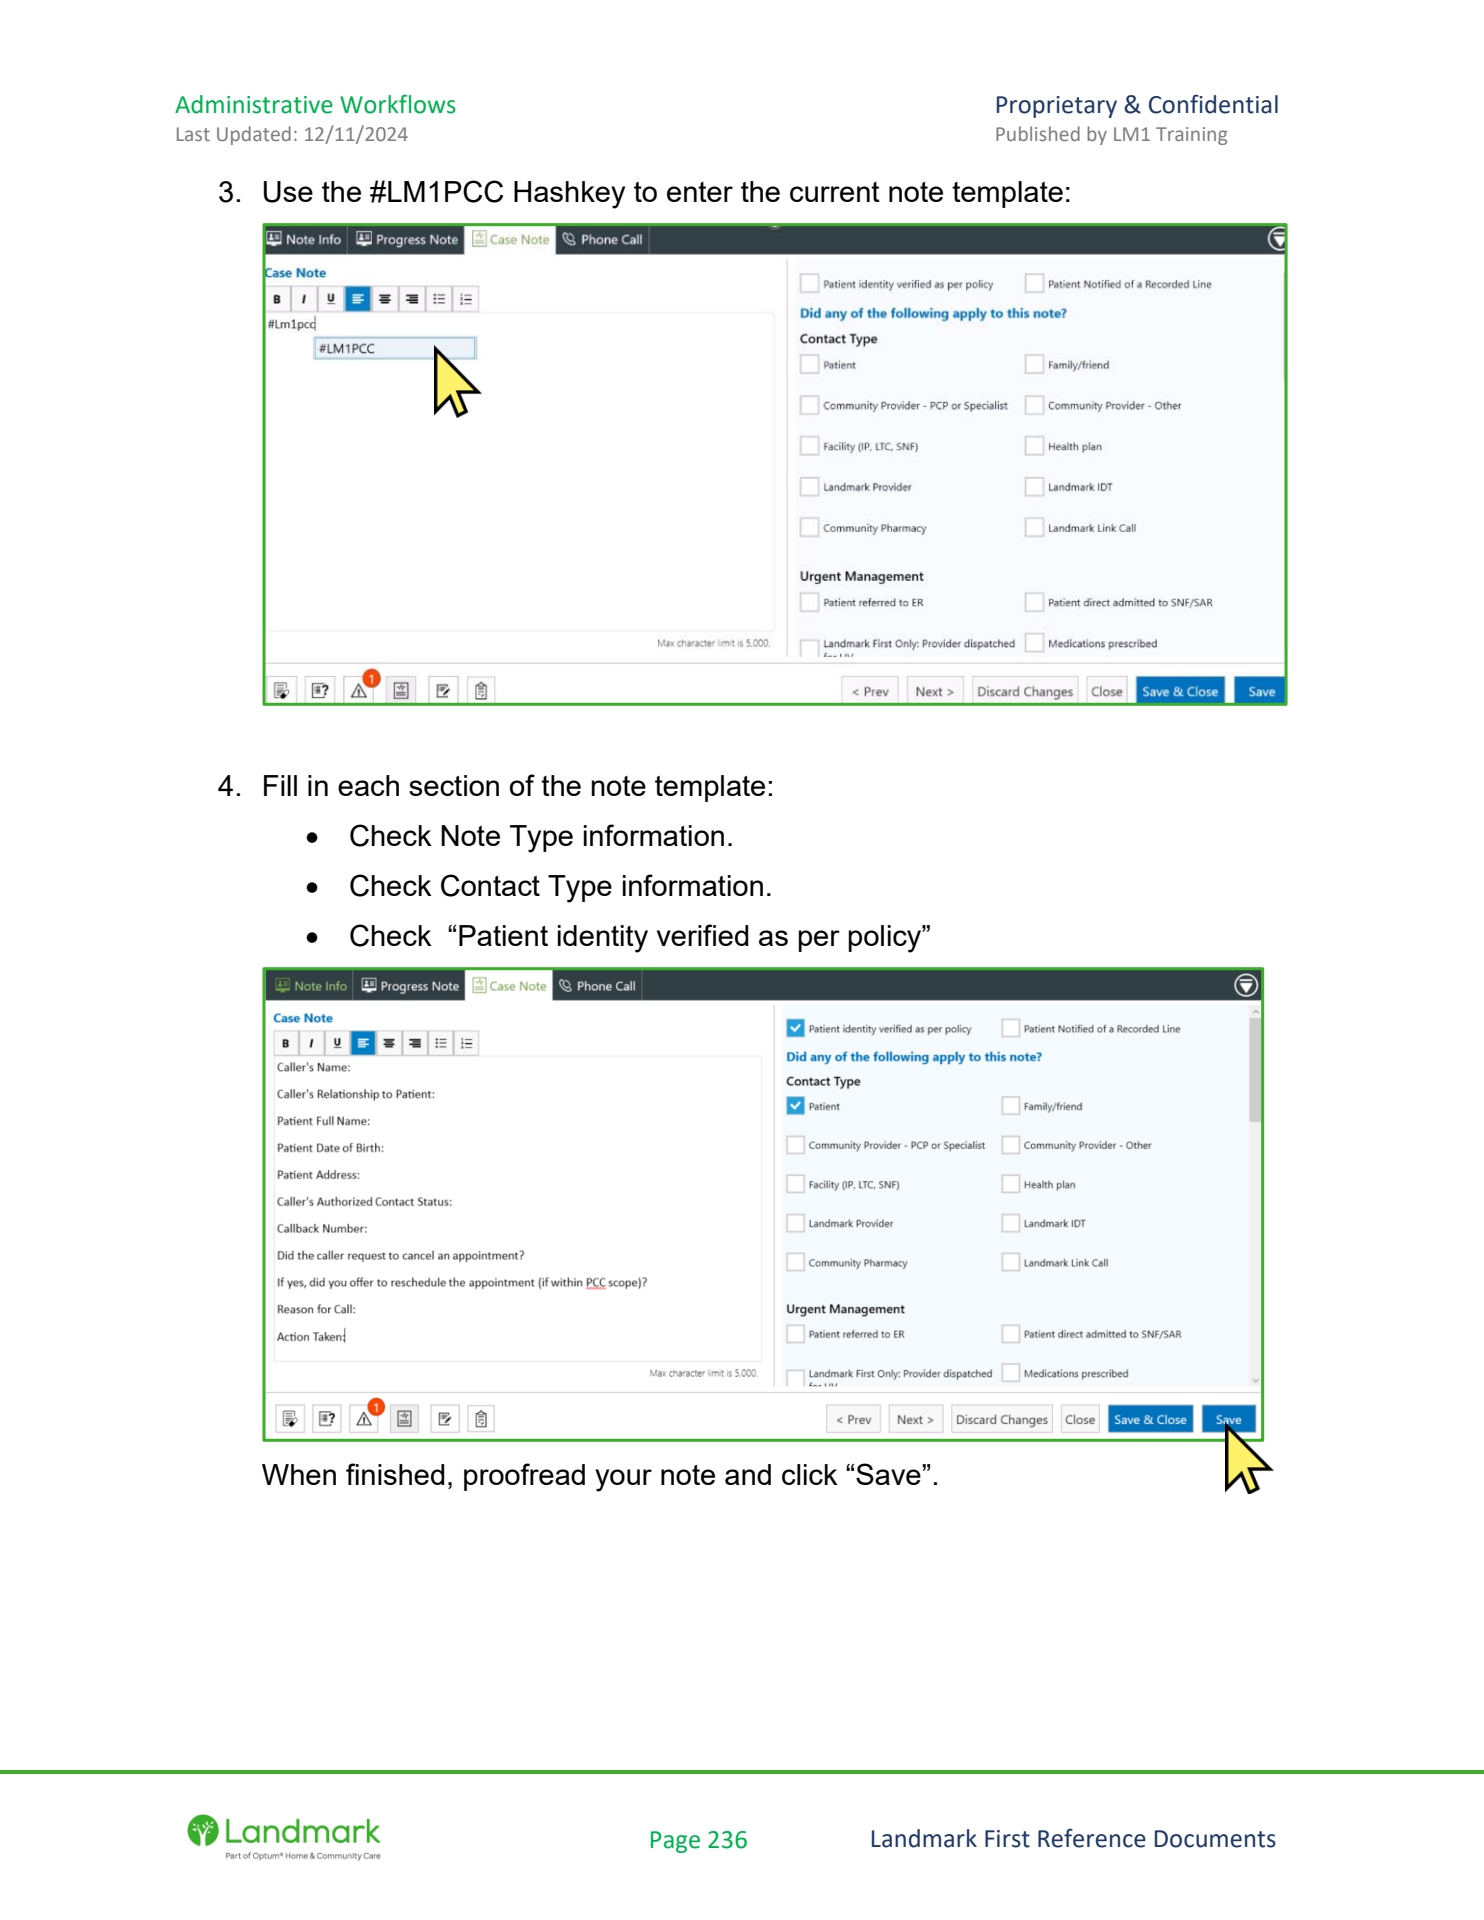 Administrative Workflows
Proprietary & Confidential
Last Updated: 12/11/2024
Published by LM1 Training
3. Use the #LM1PCC Hashkey to enter the current note template:
Note Info Progress Note Case Note Phone Call
Case Note
B I U
#Lm1pcc
#LM1PCC
Max character limit is 5,000.
Patient identity verified as per policy Patient Notified of a Recorded Line
Did any of the following apply to this note?
Contact Type
Patient Family/friend
Community Provider - PCP or Specialist Community Provider - Other
Facility (IP, LTC, SNF) Health plan
Landmark Provider Landmark IDT
Community Pharmacy Landmark Link Call
Urgent Management
Patient referred to ER Patient direct admitted to SNF/SAR
Landmark First Only: Provider dispatched Medications prescribed
1
< Prev Next > Discard Changes Close Save & Close Save
4. Fill in each section of the note template:
• Check Note Type information.
• Check Contact Type information.
• Check “Patient identity verified as per policy”
Note Info Progress Note Case Note Phone Call
Case Note
B I U
Caller's Name:
Caller's Relationship to Patient:
Patient Full Name:
Patient Date of Birth:
Patient Address:
Caller's Authorized Contact Status:
Callback Number:
Did the caller request to cancel an appointment?
If yes, did you offer to reschedule the appointment (if within PCC scope)?
Reason for Call:
Action Taken:
Max character limit is 5,000.
Patient identity verified as per policy Patient Notified of a Recorded Line
Did any of the following apply to this note?
Contact Type
Patient Family/friend
Community Provider - PCP or Specialist Community Provider - Other
Facility (IP, LTC, SNF) Health plan
Landmark Provider Landmark IDT
Community Pharmacy Landmark Link Call
Urgent Management
Patient referred to ER Patient direct admitted to SNF/SAR
Landmark First Only: Provider dispatched Medications prescribed
1
< Prev Next > Discard Changes Close Save & Close Save
When finished, proofread your note and click “Save”.
Landmark
Part of Optum® Home & Community Care
Page 236
Landmark First Reference Documents